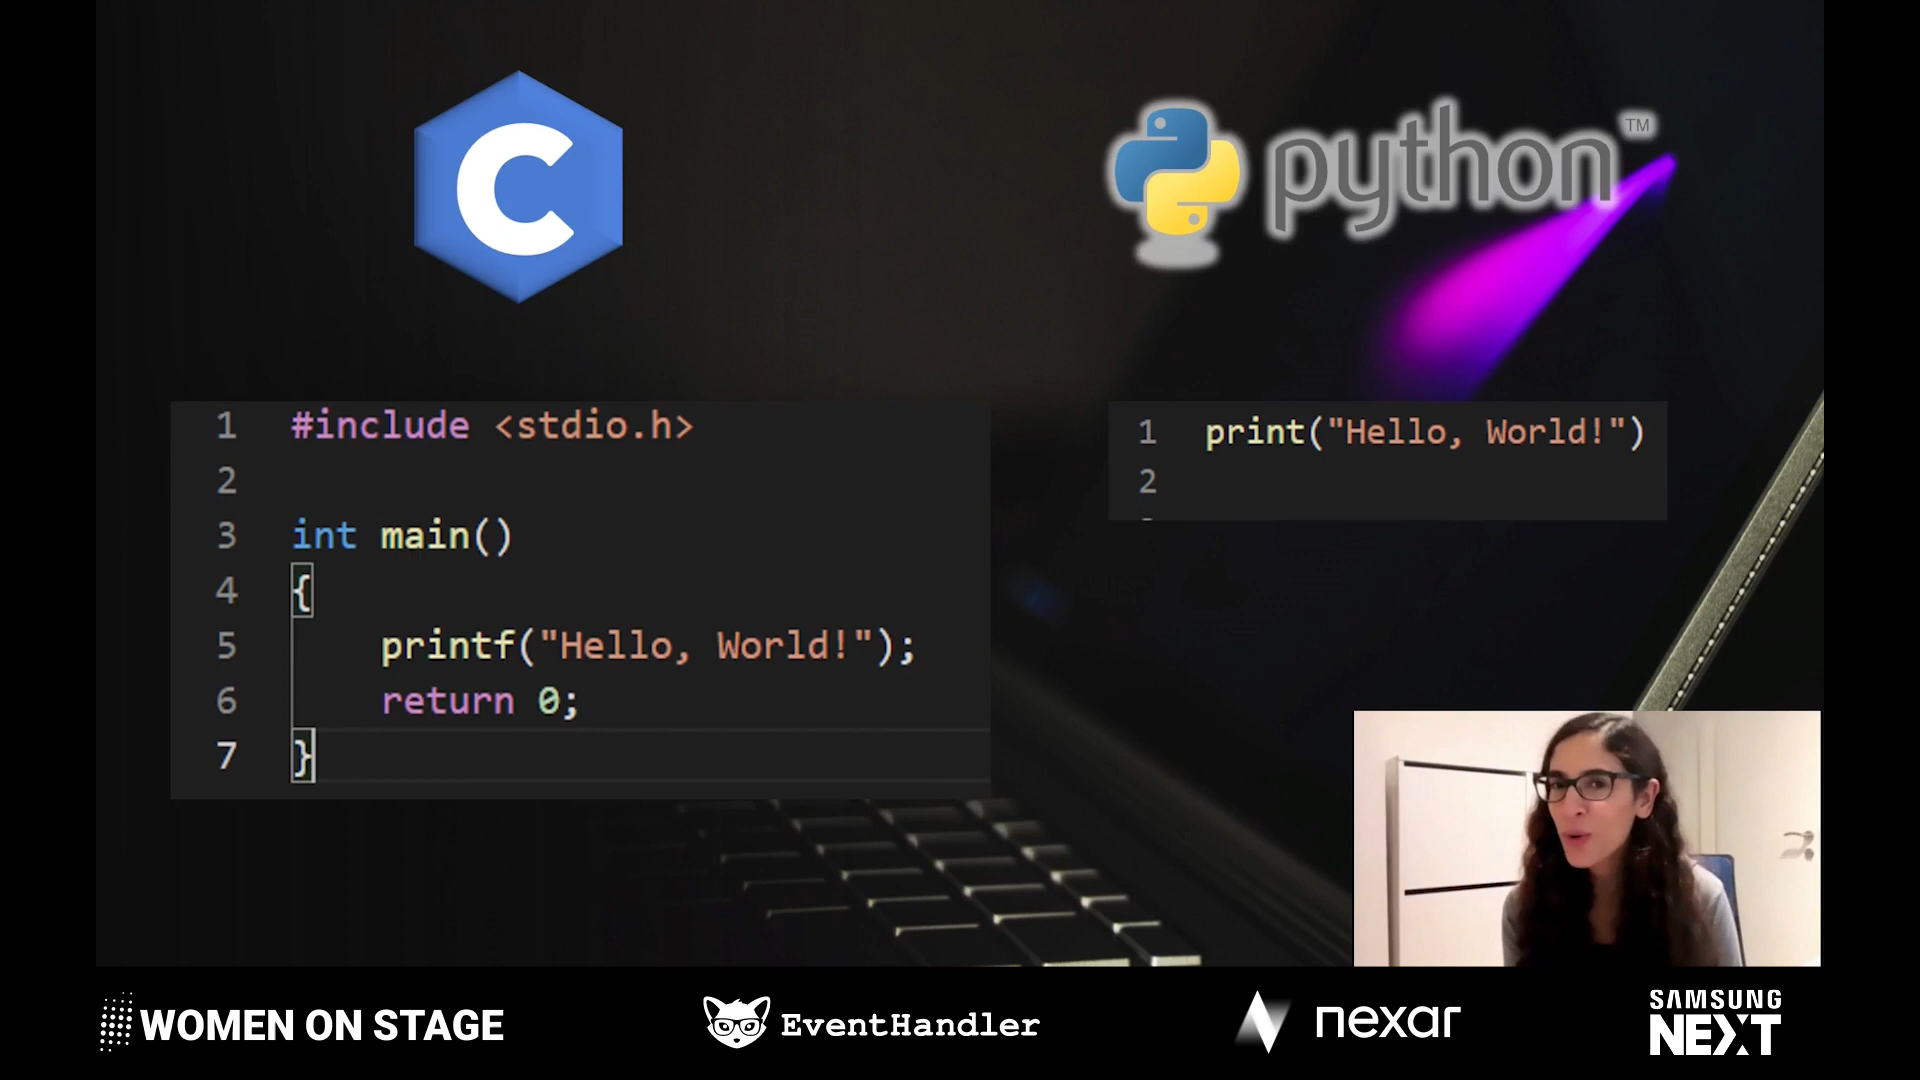 C
python™
1 #include <stdio.h>
2
3 int main()
4 {
5 printf("Hello, World!");
6 return 0;
7 }
1 print("Hello, World!")
2
WOMEN ON STAGE
EventHandler
nexar
SAMSUNG
NEXT